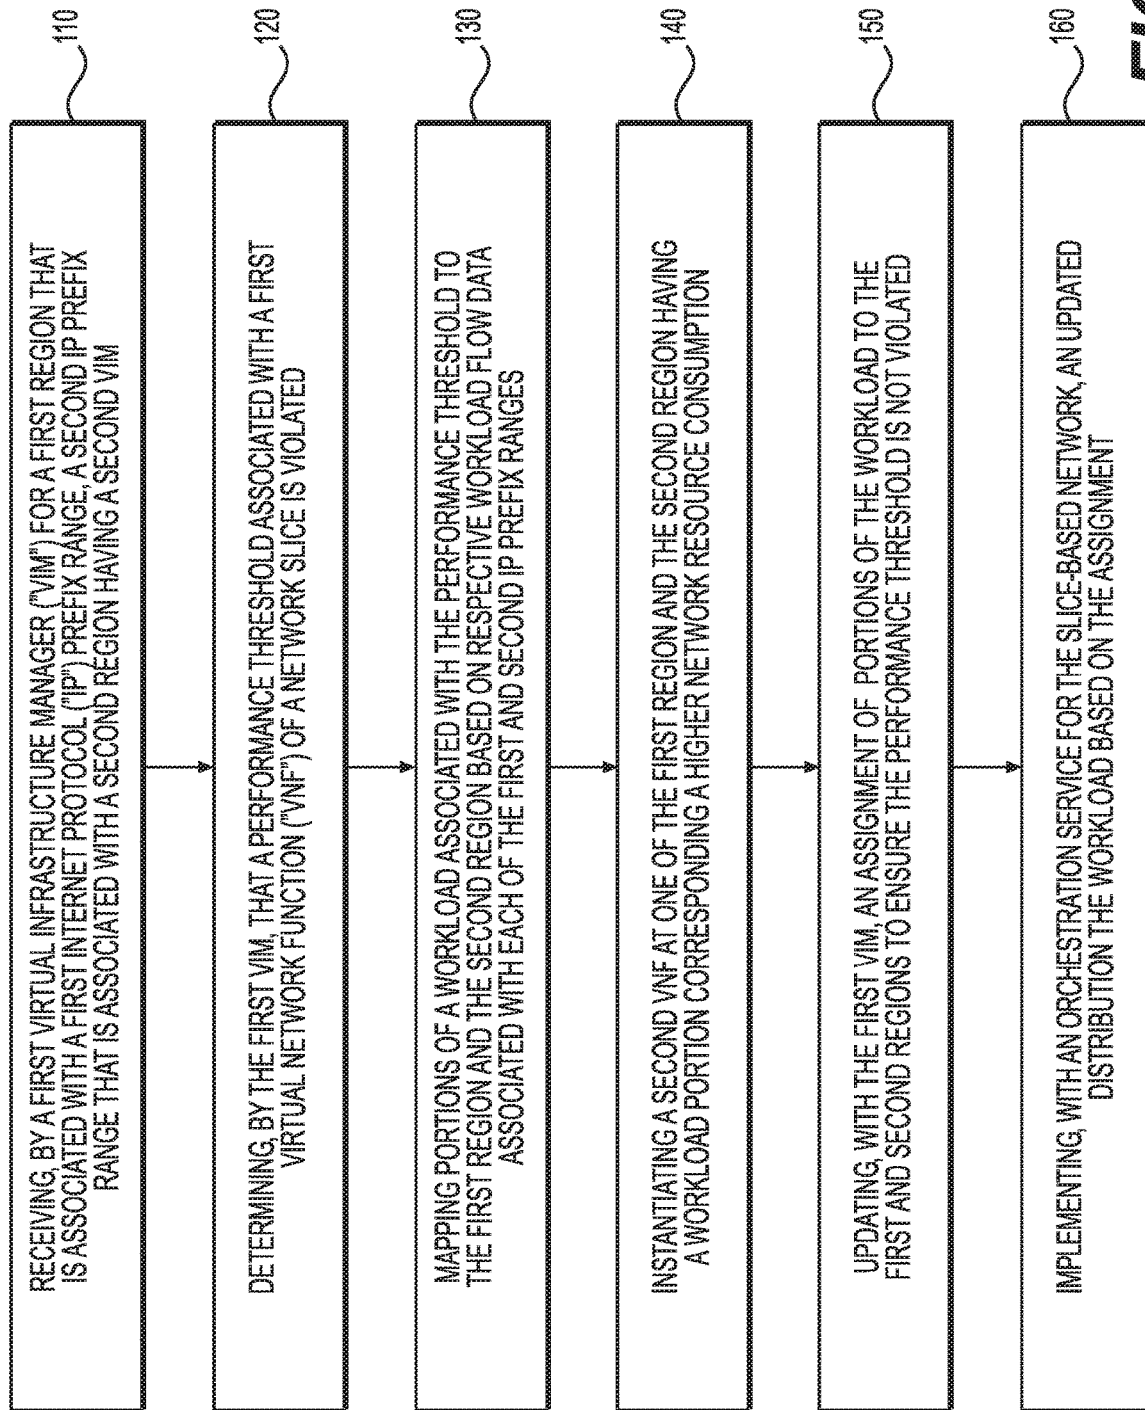 RECEIVING, BY A FIRST VIRTUAL INFRASTRUCTURE MANAGER ("VIM") FOR A FIRST REGION THAT
IS ASSOCIATED WITH A FIRST INTERNET PROTOCOL ("IP") PREFIX RANGE, A SECOND IP PREFIX
RANGE THAT IS ASSOCIATED WITH A SECOND REGION HAVING A SECOND VIM
110
DETERMINING, BY THE FIRST VIM, THAT A PERFORMANCE THRESHOLD ASSOCIATED WITH A FIRST
VIRTUAL NETWORK FUNCTION ("VNF") OF A NETWORK SLICE IS VIOLATED
120
MAPPING PORTIONS OF A WORKLOAD ASSOCIATED WITH THE PERFORMANCE THRESHOLD TO
THE FIRST REGION AND THE SECOND REGION BASED ON RESPECTIVE WORKLOAD FLOW DATA
ASSOCIATED WITH EACH OF THE FIRST AND SECOND IP PREFIX RANGES
130
INSTANTIATING A SECOND VNF AT ONE OF THE FIRST REGION AND THE SECOND REGION HAVING
A WORKLOAD PORTION CORRESPONDING A HIGHER NETWORK RESOURCE CONSUMPTION
140
UPDATING, WITH THE FIRST VIM, AN ASSIGNMENT OF PORTIONS OF THE WORKLOAD TO THE
FIRST AND SECOND REGIONS TO ENSURE THE PERFORMANCE THRESHOLD IS NOT VIOLATED
150
IMPLEMENTING, WITH AN ORCHESTRATION SERVICE FOR THE SLICE-BASED NETWORK, AN UPDATED
DISTRIBUTION THE WORKLOAD BASED ON THE ASSIGNMENT
160